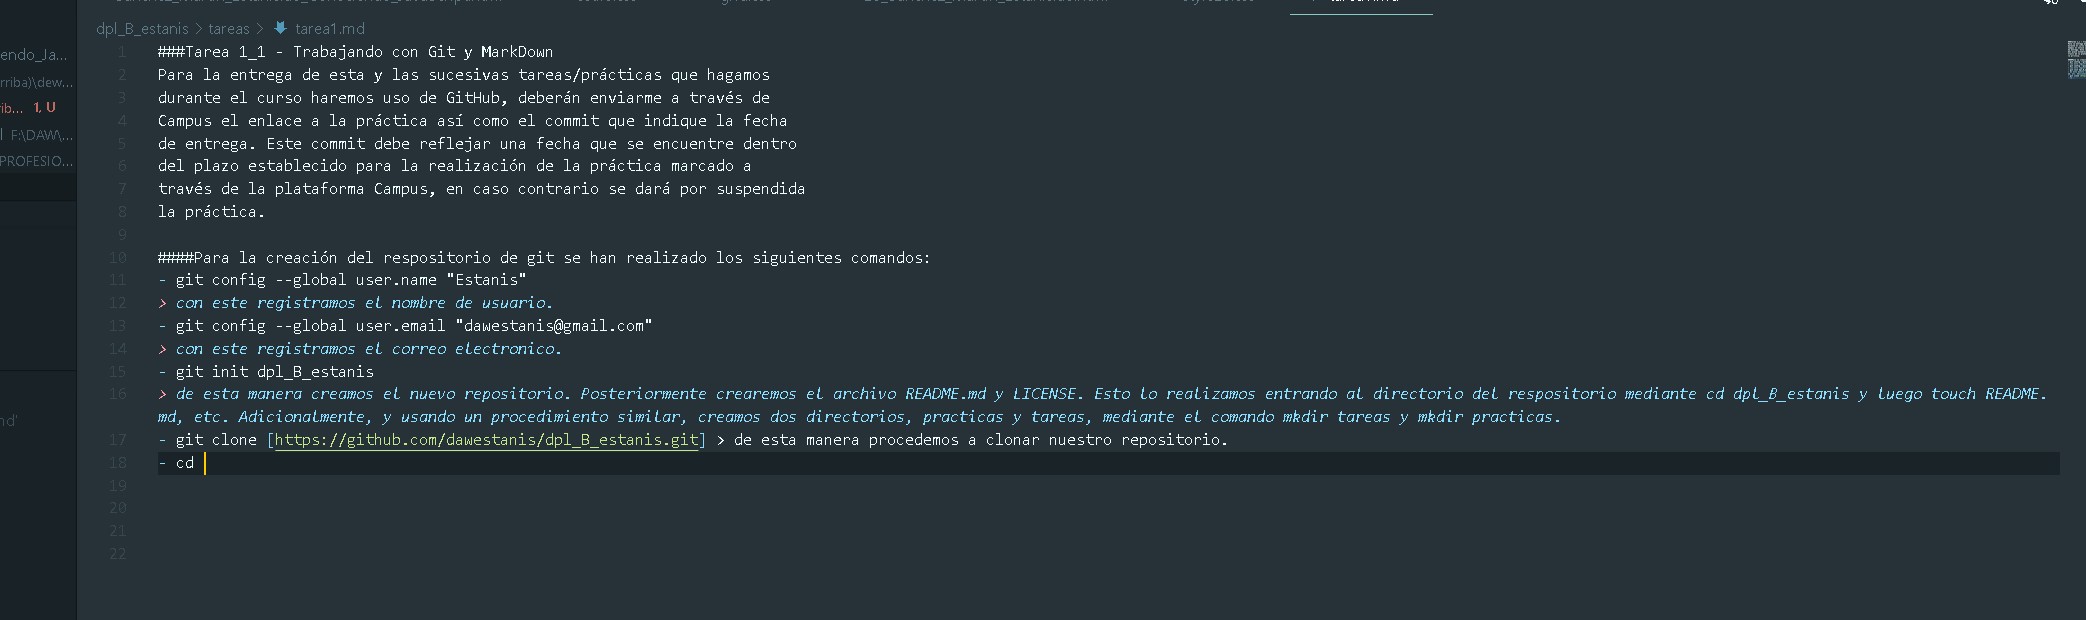 dpl_B_estanis > tareas > tarea1.md
endo_Ja...
rriba)\dew...
rib... 1, U
F:\DAW\...
PROFESIO...
1 ###Tarea 1_1 - Trabajando con Git y MarkDown
2 Para la entrega de esta y las sucesivas tareas/prácticas que hagamos
3 durante el curso haremos uso de GitHub, deberán enviarme a través de
4 Campus el enlace a la práctica así como el commit que indique la fecha
5 de entrega. Este commit debe reflejar una fecha que se encuentre dentro
6 del plazo establecido para la realización de la práctica marcado a
7 través de la plataforma Campus, en caso contrario se dará por suspendida
8 la práctica.
9
10 ####Para la creación del respositorio de git se han realizado los siguientes comandos:
11 - git config --global user.name "Estanis"
12 > con este registramos el nombre de usuario.
13 - git config --global user.email "dawestanis@gmail.com"
14 > con este registramos el correo electronico.
15 - git init dpl_B_estanis
16 > de esta manera creamos el nuevo repositorio. Posteriormente crearemos el archivo README.md y LICENSE. Esto lo realizamos entrando al directorio del respositorio mediante cd dpl_B_estanis y luego touch README.
md, etc. Adicionalmente, y usando un procedimiento similar, creamos dos directorios, practicas y tareas, mediante el comando mkdir tareas y mkdir practicas.
17 - git clone [https://github.com/dawestanis/dpl_B_estanis.git] > de esta manera procedemos a clonar nuestro repositorio.
18 - cd
19
20
21
22